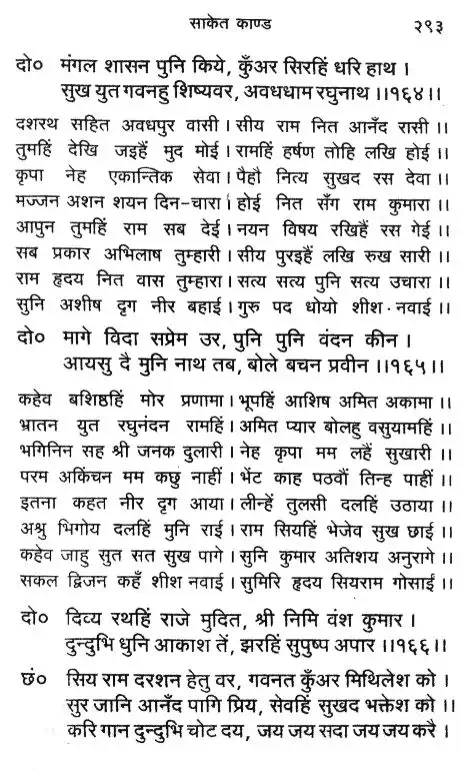 साकेत काण्ड २९३
दो० मंगल शासन पुनि किये, कुँअर सिरहिं धरि हाथ ।
सुख युत गवनहु शिष्यवर, अवधधाम रघुनाथ ।।१६४।।
दशरथ सहित अवधपुर वासी । सीय राम नित आनँद रासी ।।
तुमहिं देखि जइहैं मुद मोई । रामहिं हर्षण तोहि लखि होई ।।
कृपा नेह एकान्तिक सेवा । पैहौ नित्य सुखद रस देवा ।।
मज्जन अशन शयन दिन-चारा । होई नित सँग राम कुमारा ।।
आपुन तुमहिं राम सब देई । नयन विषय रखिहैं रस गेई ।।
सब प्रकार अभिलाष तुम्हारी । सीय पुरइहैं लखि रुख सारी ।।
राम हृदय नित वास तुम्हारा । सत्य सत्य पुनि सत्य उचारा ।।
सुनि अशीष दृग नीर बहाई । गुरु पद धोयो शीश नवाई ।।
दो० मागे विदा सप्रेम उर, पुनि पुनि वंदन कीन ।
आयसु दै मुनि नाथ तब, बोले बचन प्रवीन ।।१६५।।
कहेव बशिष्ठहिं मोर प्रणामा । भूपहिं आशिष अमित अकामा ।।
भ्रातन युत रघुनंदन रामहिं । अमित प्यार बोलहु वसुयामहिं ।।
भगिनिन सह श्री जनक दुलारी । नेह कृपा मम लहैं सुखारी ।।
परम अकिंचन मम कछु नाहीं । भेंट काह पठवौं तिन्ह पाहीं ।।
इतना कहत नीर दृग आया । लीन्हें तुलसी दलहिं उठाया ।।
अश्रु भिगोय दलहिं मुनि राई । राम सियहिं भेजेव सुख छाई ।।
कहेव जाहु सुत सत सुख पागे । सुनि कुमार अतिशय अनुरागे ।।
सकल द्विजन कहँ शीश नवाई । सुमिरि हृदय सियराम गोसाई ।।
दो० दिव्य रथहिं राजे मुदित, श्री निमि वंश कुमार ।
दुन्दुभि धुनि आकाश तें, झरहिं सुपुष्प अपार ।।१६६।।
छं० सिय राम दरशन हेतु वर, गवनत कुँअर मिथिलेश को ।
सुर जानि आनँद पागि प्रिय, सेवहिं सुखद भक्तेश को ।।
करि गान दुन्दुभि चोट दय, जय जय सदा जय जय करै ।